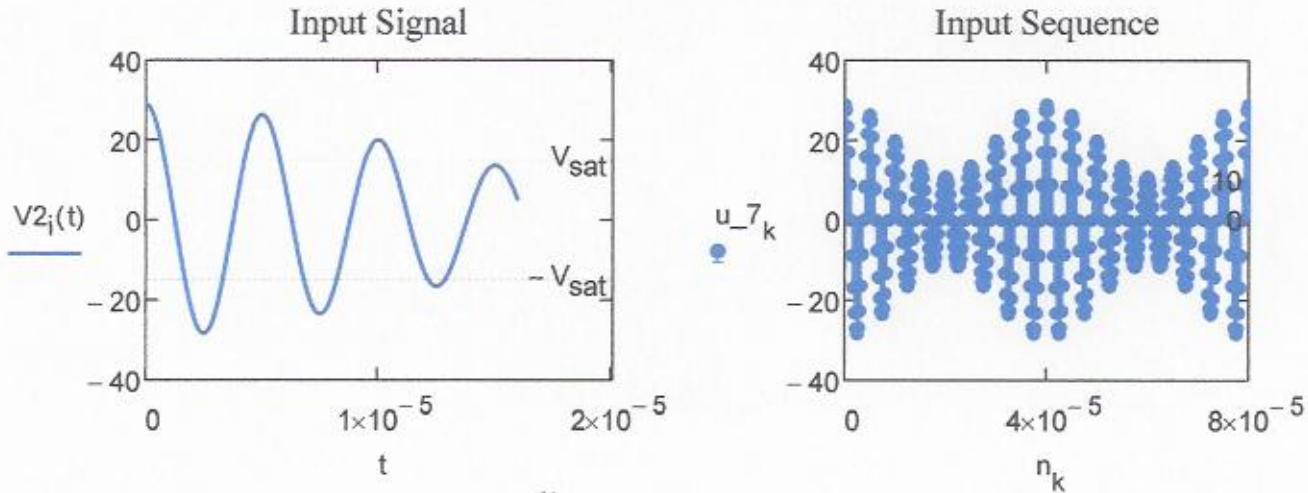 Input Signal
40
20
0
−20
−40
V2i(t)
Vsat
−Vsat
0
1×10⁻⁵
2×10⁻⁵
t
Input Sequence
40
20
0
−20
−40
u_7k
10
0
0
4×10⁻⁵
8×10⁻⁵
nk